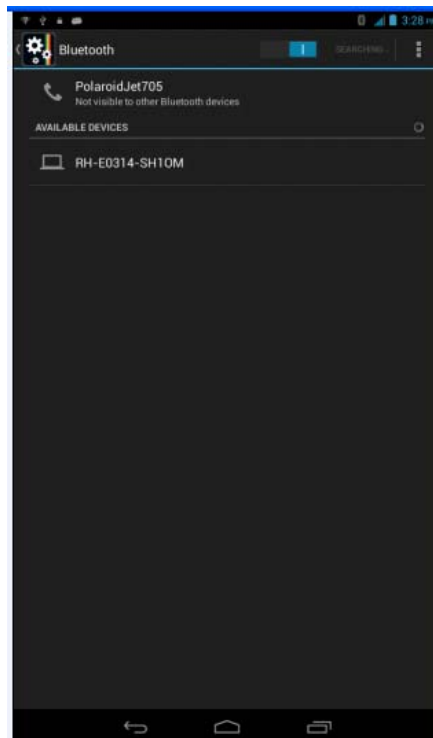 3:28
Bluetooth
SEARCHING...
PolaroidJet705
Not visible to other Bluetooth devices
AVAILABLE DEVICES
RH-E0314-SH1OM